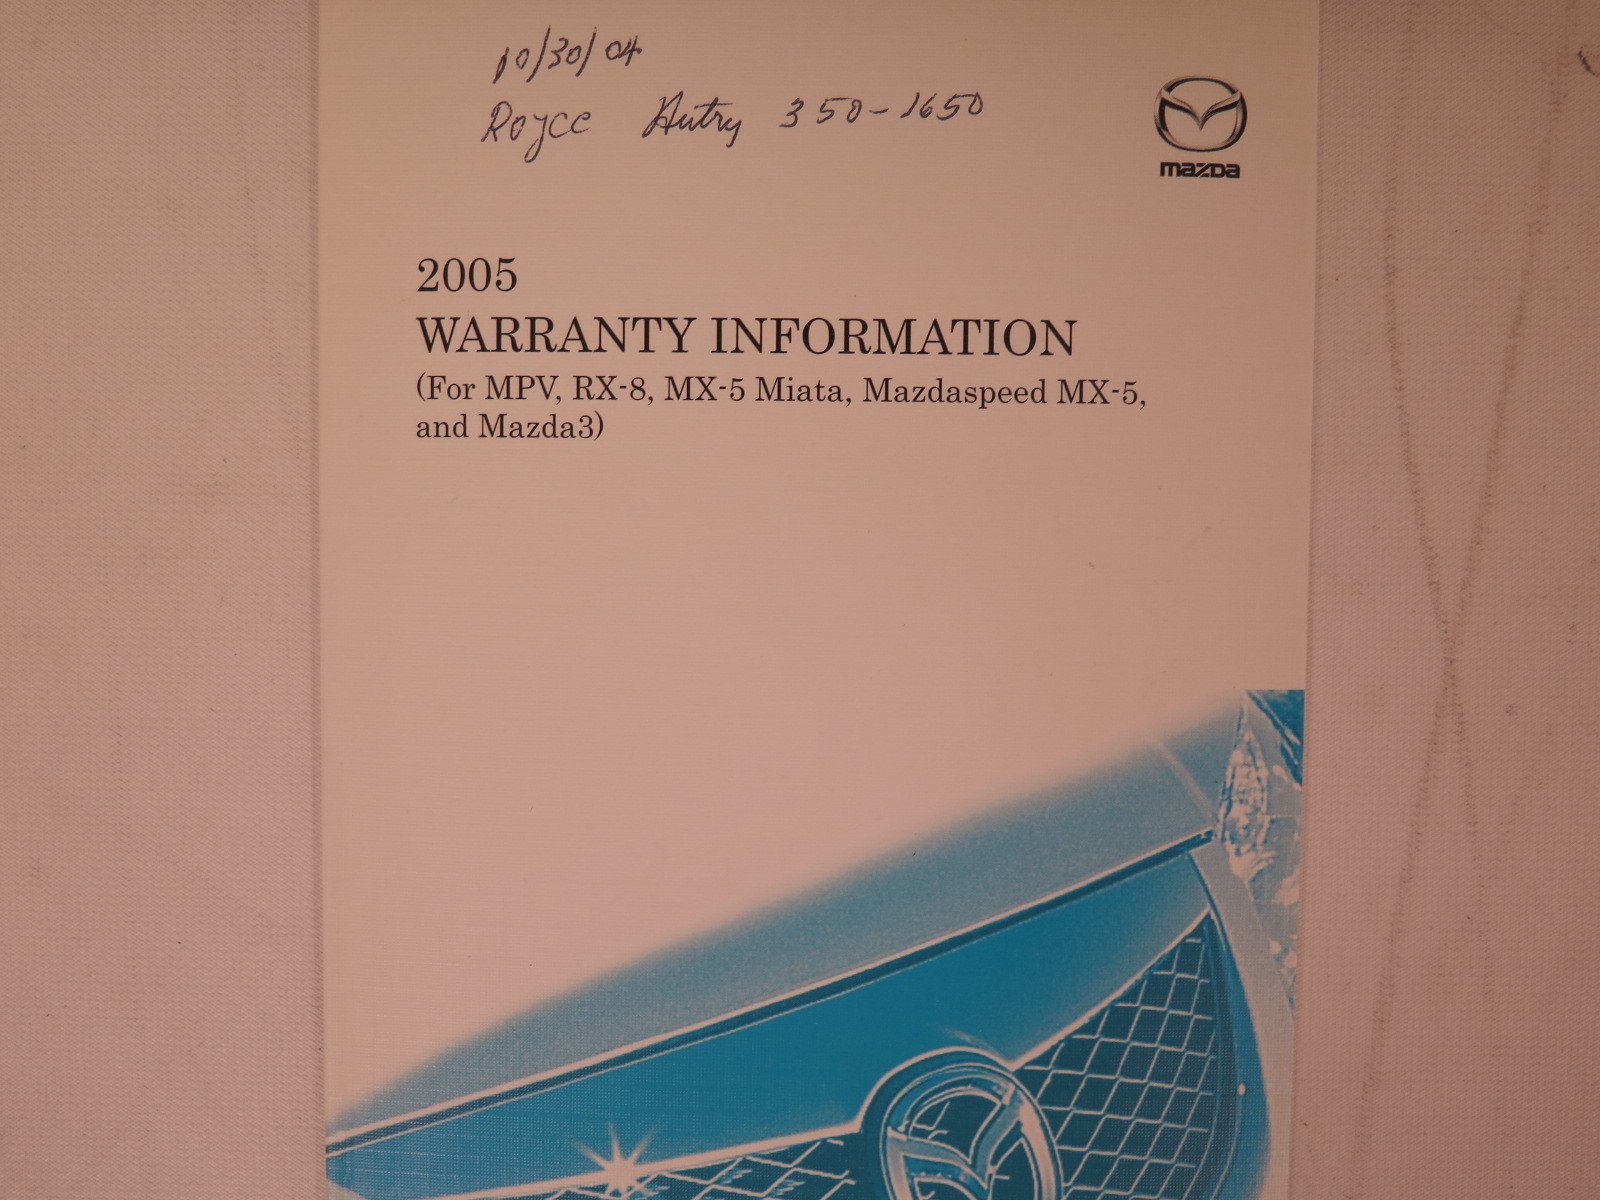 10/30/04
Royce Autry 350-1650
mazda
2005
WARRANTY INFORMATION
(For MPV, RX-8, MX-5 Miata, Mazdaspeed MX-5,
and Mazda3)